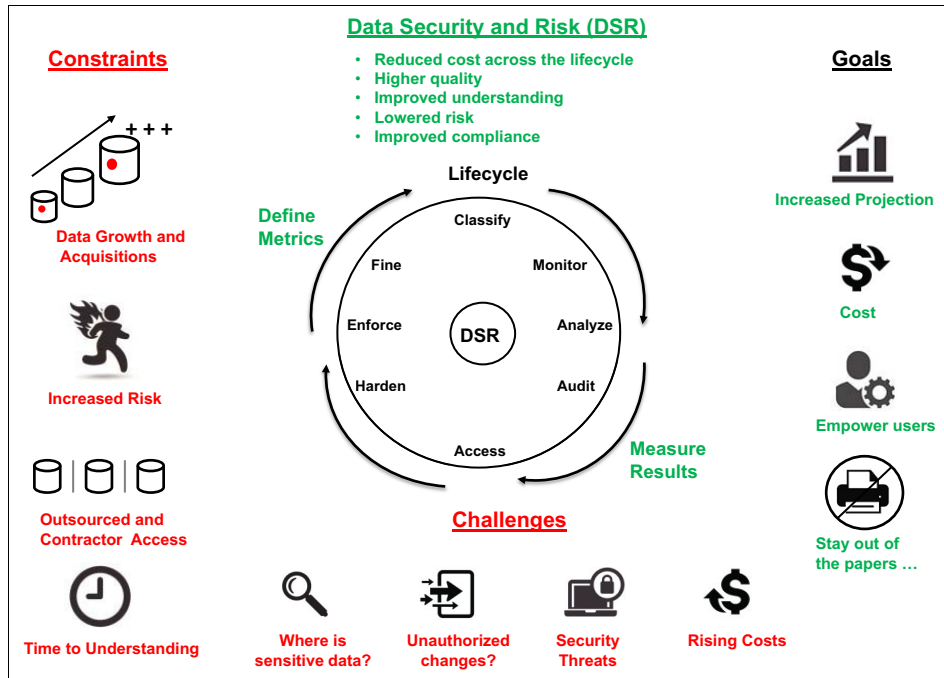 Data Security and Risk (DSR)
• Reduced cost across the lifecycle
• Higher quality
• Improved understanding
• Lowered risk
• Improved compliance
Constraints
+ + +
Data Growth and
Acquisitions
Increased Risk
Outsourced and
Contractor Access
Time to Understanding
Lifecycle
Define
Metrics
Classify
Fine
Monitor
Enforce
DSR
Analyze
Harden
Audit
Access
Measure
Results
Challenges
Where is
sensitive data?
Unauthorized
changes?
Security
Threats
$
Rising Costs
Goals
Increased Projection
$
Cost
Empower users
Stay out of
the papers ...